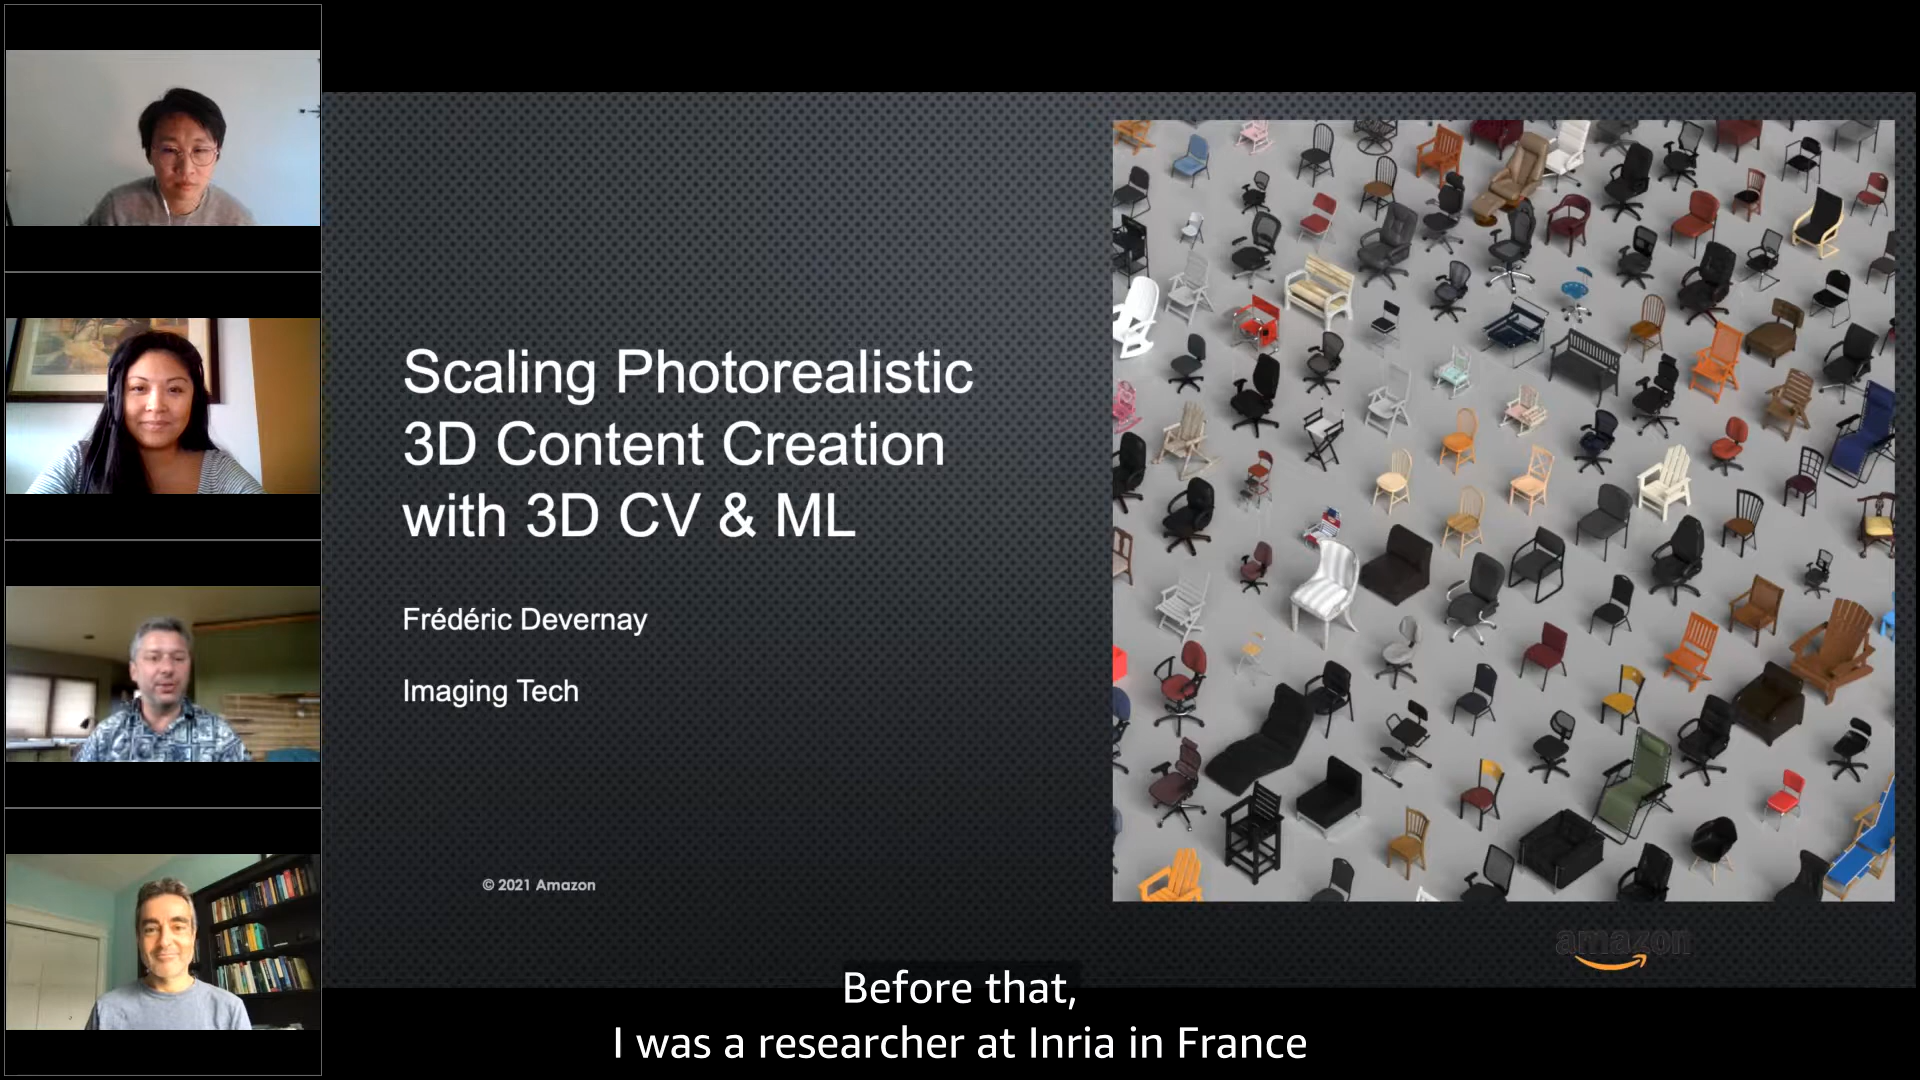 Scaling Photorealistic
3D Content Creation
with 3D CV & ML
Frédéric Devernay
Imaging Tech
© 2021 Amazon
amazon
Before that,
I was a researcher at Inria in France